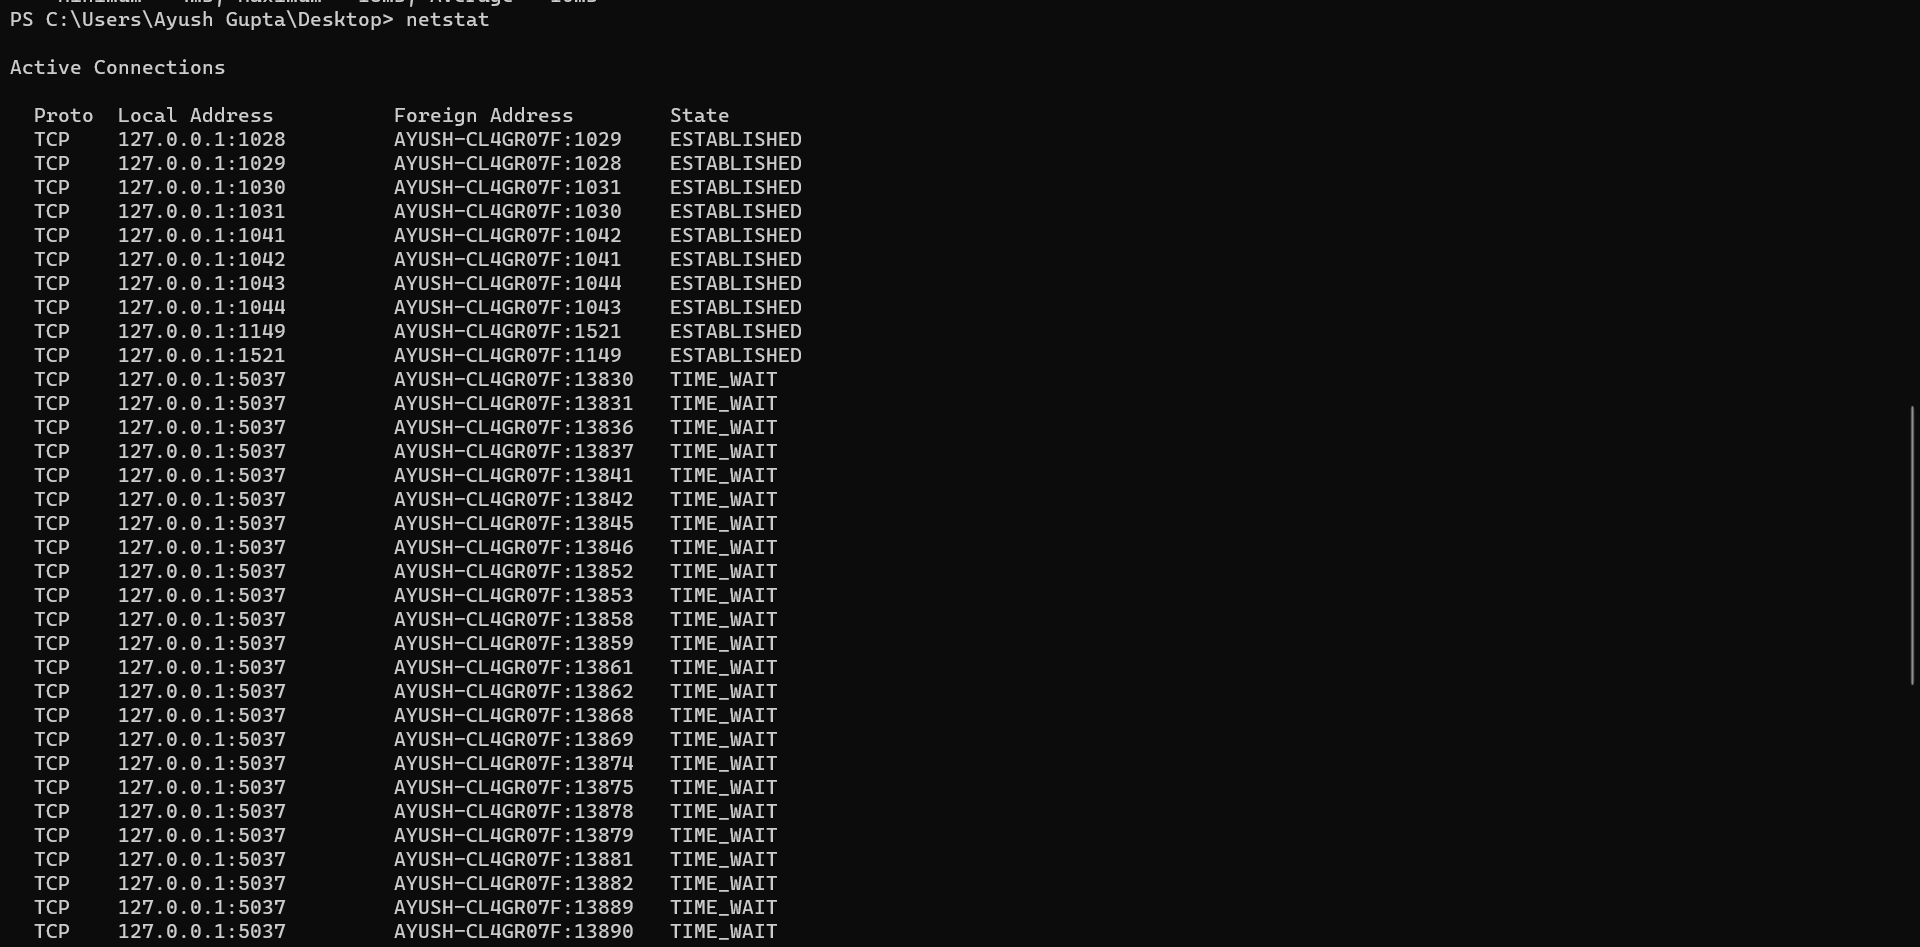 PS C:\Users\Ayush Gupta\Desktop> netstat
Active Connections
Proto  Local Address          Foreign Address        State
TCP    127.0.0.1:1028         AYUSH-CL4GR07F:1029    ESTABLISHED
TCP    127.0.0.1:1029         AYUSH-CL4GR07F:1028    ESTABLISHED
TCP    127.0.0.1:1030         AYUSH-CL4GR07F:1031    ESTABLISHED
TCP    127.0.0.1:1031         AYUSH-CL4GR07F:1030    ESTABLISHED
TCP    127.0.0.1:1041         AYUSH-CL4GR07F:1042    ESTABLISHED
TCP    127.0.0.1:1042         AYUSH-CL4GR07F:1041    ESTABLISHED
TCP    127.0.0.1:1043         AYUSH-CL4GR07F:1044    ESTABLISHED
TCP    127.0.0.1:1044         AYUSH-CL4GR07F:1043    ESTABLISHED
TCP    127.0.0.1:1149         AYUSH-CL4GR07F:1521    ESTABLISHED
TCP    127.0.0.1:1521         AYUSH-CL4GR07F:1149    ESTABLISHED
TCP    127.0.0.1:5037         AYUSH-CL4GR07F:13830   TIME_WAIT
TCP    127.0.0.1:5037         AYUSH-CL4GR07F:13831   TIME_WAIT
TCP    127.0.0.1:5037         AYUSH-CL4GR07F:13836   TIME_WAIT
TCP    127.0.0.1:5037         AYUSH-CL4GR07F:13837   TIME_WAIT
TCP    127.0.0.1:5037         AYUSH-CL4GR07F:13841   TIME_WAIT
TCP    127.0.0.1:5037         AYUSH-CL4GR07F:13842   TIME_WAIT
TCP    127.0.0.1:5037         AYUSH-CL4GR07F:13845   TIME_WAIT
TCP    127.0.0.1:5037         AYUSH-CL4GR07F:13846   TIME_WAIT
TCP    127.0.0.1:5037         AYUSH-CL4GR07F:13852   TIME_WAIT
TCP    127.0.0.1:5037         AYUSH-CL4GR07F:13853   TIME_WAIT
TCP    127.0.0.1:5037         AYUSH-CL4GR07F:13858   TIME_WAIT
TCP    127.0.0.1:5037         AYUSH-CL4GR07F:13859   TIME_WAIT
TCP    127.0.0.1:5037         AYUSH-CL4GR07F:13861   TIME_WAIT
TCP    127.0.0.1:5037         AYUSH-CL4GR07F:13862   TIME_WAIT
TCP    127.0.0.1:5037         AYUSH-CL4GR07F:13868   TIME_WAIT
TCP    127.0.0.1:5037         AYUSH-CL4GR07F:13869   TIME_WAIT
TCP    127.0.0.1:5037         AYUSH-CL4GR07F:13874   TIME_WAIT
TCP    127.0.0.1:5037         AYUSH-CL4GR07F:13875   TIME_WAIT
TCP    127.0.0.1:5037         AYUSH-CL4GR07F:13878   TIME_WAIT
TCP    127.0.0.1:5037         AYUSH-CL4GR07F:13879   TIME_WAIT
TCP    127.0.0.1:5037         AYUSH-CL4GR07F:13881   TIME_WAIT
TCP    127.0.0.1:5037         AYUSH-CL4GR07F:13882   TIME_WAIT
TCP    127.0.0.1:5037         AYUSH-CL4GR07F:13889   TIME_WAIT
TCP    127.0.0.1:5037         AYUSH-CL4GR07F:13890   TIME_WAIT